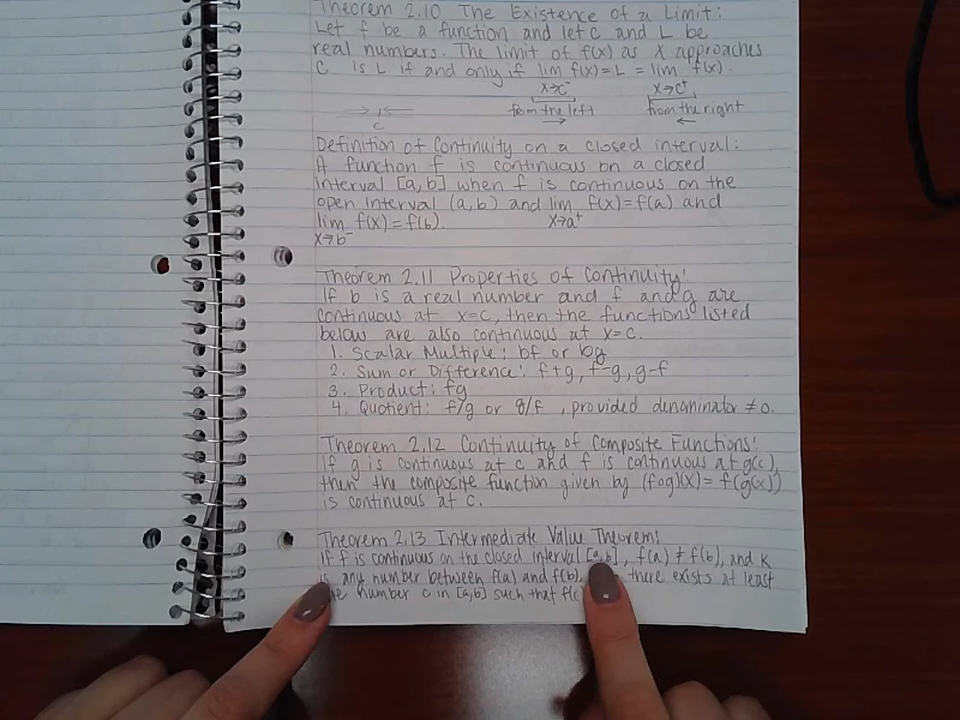 Theorem 2.10 The Existence of a Limit:
Let f be a function and let c and L be
real numbers. The limit of f(x) as x approaches
C is L if and only if lim f(x)=L = lim f(x).
x→c⁻ x→c⁺
from the left from the right
c
Definition of Continuity on a closed interval:
A function f is continuous on a closed
interval [a,b] when f is continuous on the
open interval (a,b) and lim f(x)=f(a) and
lim f(x)=f(b). x→a⁺
x→b⁻
Theorem 2.11 Properties of Continuity:
If b is a real number and f and g are
continuous at x=c, then the functions listed
below are also continuous at x=c.
1. Scalar Multiple: bf or bg
2. Sum or Difference: f+g, f-g, g-f
3. Product: fg
4. Quotient: f/g or g/f , provided denominator ≠0.
Theorem 2.12 Continuity of Composite Functions:
If g is continuous at c and f is continuous at g(c),
then the composite function given by (fog)(x)= f(g(x))
is continuous at c.
Theorem 2.13 Intermediate Value Theorem:
If f is continuous on the closed interval [a,b], f(a) ≠ f(b), and k
is any number between f(a) and f(b), there exists at least
number c in [a,b] such that f(c